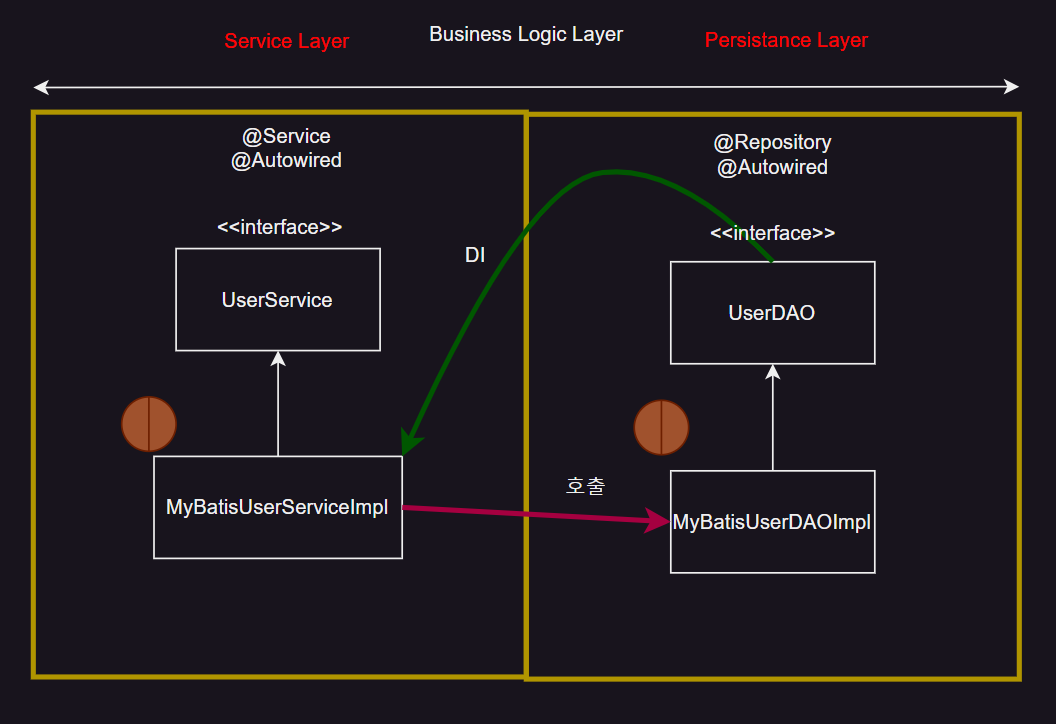 Service Layer
Business Logic Layer
Persistance Layer
@Service
@Autowired
<<interface>>
UserService
MyBatisUserServiceImpl
DI
호출
@Repository
@Autowired
<<interface>>
UserDAO
MyBatisUserDAOImpl